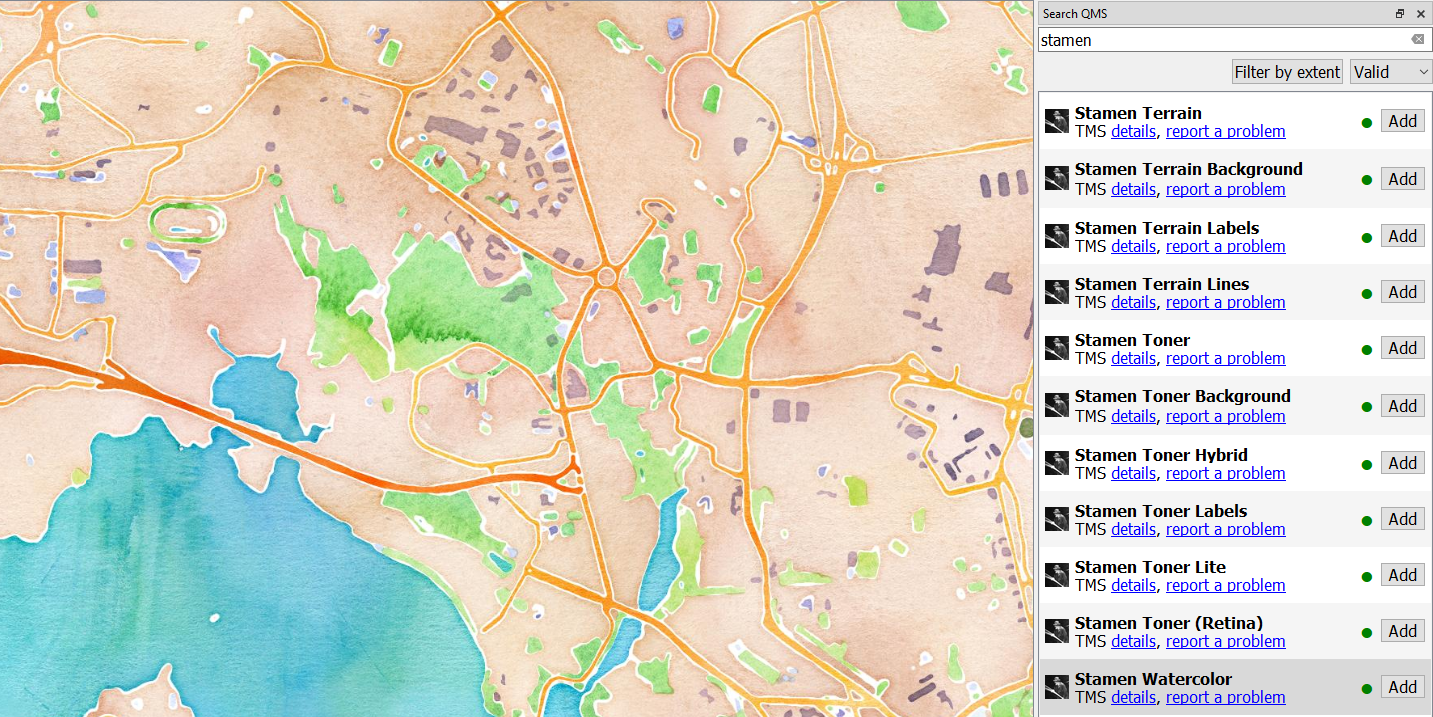 Search QMS
stamen
Filter by extent Valid
Stamen Terrain
TMS details, report a problem Add
Stamen Terrain Background
TMS details, report a problem Add
Stamen Terrain Labels
TMS details, report a problem Add
Stamen Terrain Lines
TMS details, report a problem Add
Stamen Toner
TMS details, report a problem Add
Stamen Toner Background
TMS details, report a problem Add
Stamen Toner Hybrid
TMS details, report a problem Add
Stamen Toner Labels
TMS details, report a problem Add
Stamen Toner Lite
TMS details, report a problem Add
Stamen Toner (Retina)
TMS details, report a problem Add
Stamen Watercolor
TMS details, report a problem Add